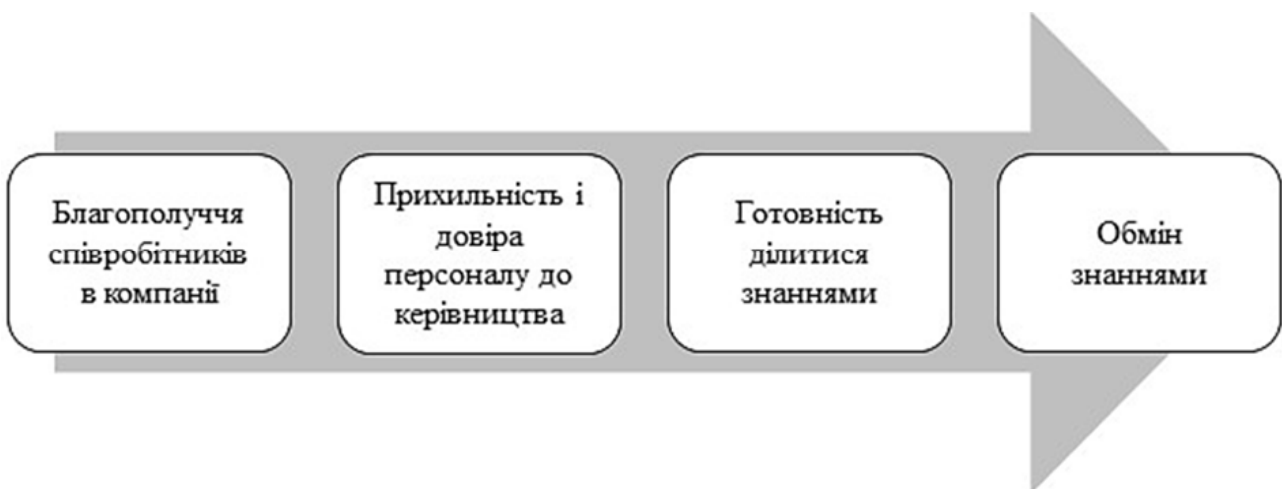 Благополуччя
співробітників
в компанії
Прихильність і
довіра
персоналу до
керівництва
Готовність
ділитися
знаннями
Обмін
знаннями